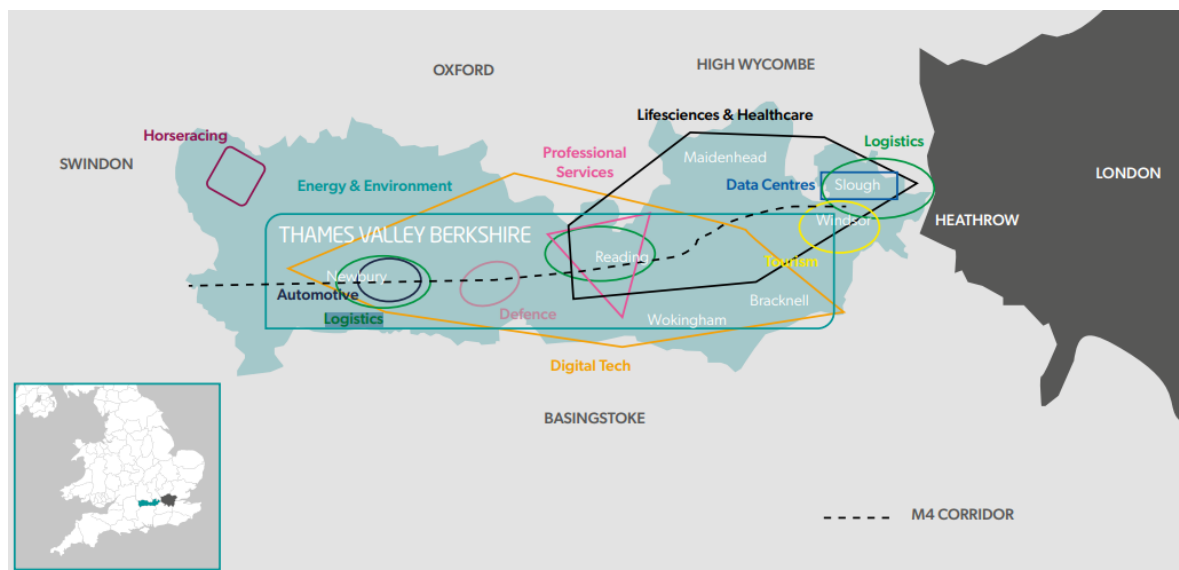 OXFORD
HIGH WYCOMBE
Lifesciences & Healthcare
Horseracing
Logistics
SWINDON
Professional
Services
Maidenhead
LONDON
Energy & Environment
Data Centres
Slough
Windsor
HEATHROW
THAMES VALLEY BERKSHIRE
Reading
Tourism
Newbury
Automotive
Bracknell
Logistics
Defence
Wokingham
Digital Tech
BASINGSTOKE
M4 CORRIDOR